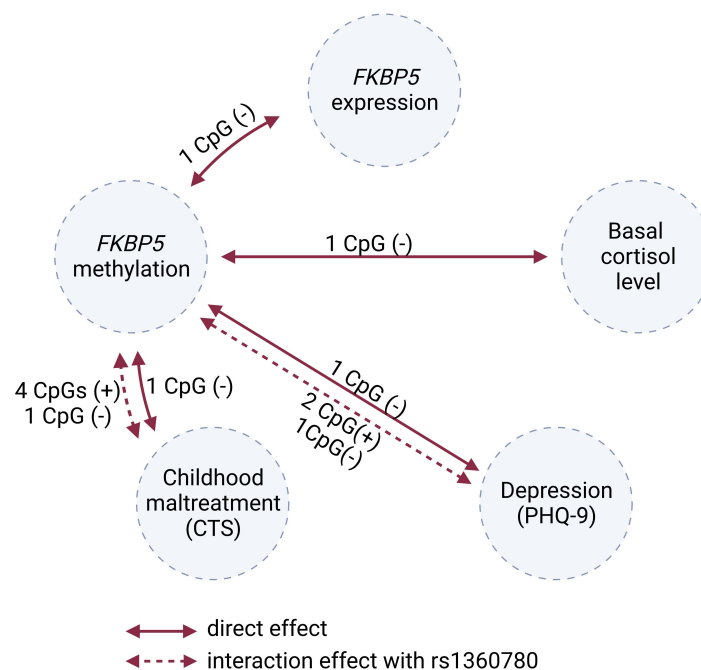 FKBP5
expression
1 CpG (-)
FKBP5
methylation
1 CpG (-)
Basal
cortisol
level
4 CpGs (+)
1 CpG (-)
1 CpG (-)
1 CpG (-)
2 CpG(+)
1CpG(-)
Childhood
maltreatment
(CTS)
Depression
(PHQ-9)
direct effect
interaction effect with rs1360780